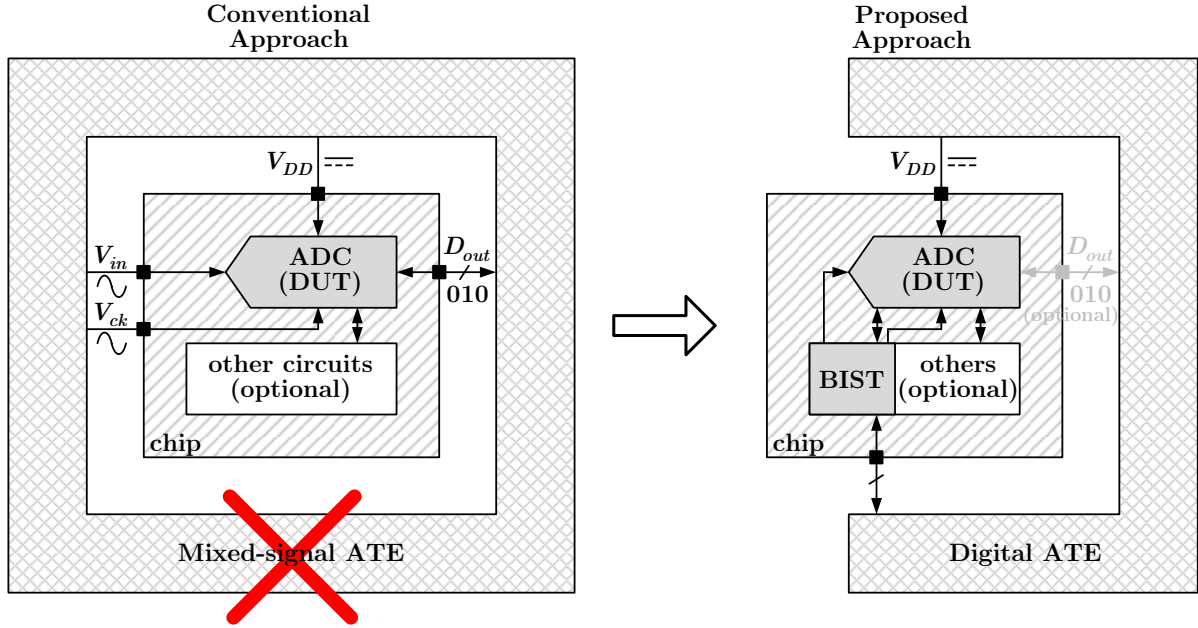 Conventional
Approach
V_DD
V_in
V_ck
ADC
(DUT)
D_out
010
other circuits
(optional)
chip
Mixed-signal ATE
Proposed
Approach
V_DD
ADC
(DUT)
D_out
010
(optional)
BIST
others
(optional)
chip
Digital ATE